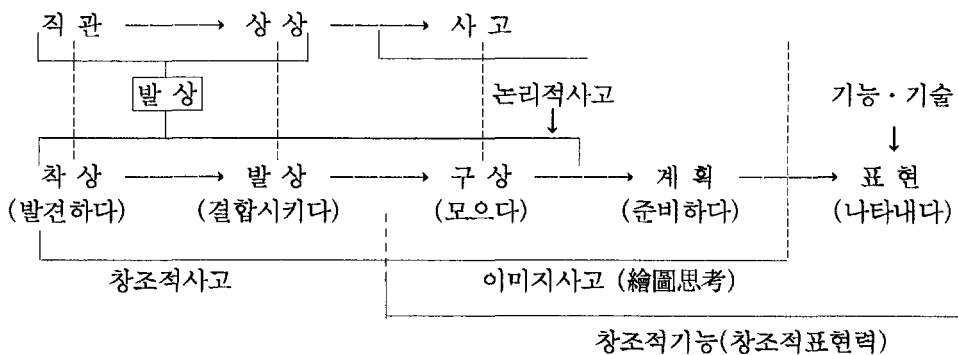 직관 → 상상 → 사고
발상
논리적사고
기능·기술
착상 → 발상 → 구상 → 계획 → 표현
(발견하다) (결합시키다) (모으다) (준비하다) (나타내다)
창조적사고 이미지사고 (繪圖思考)
창조적기능(창조적표현력)